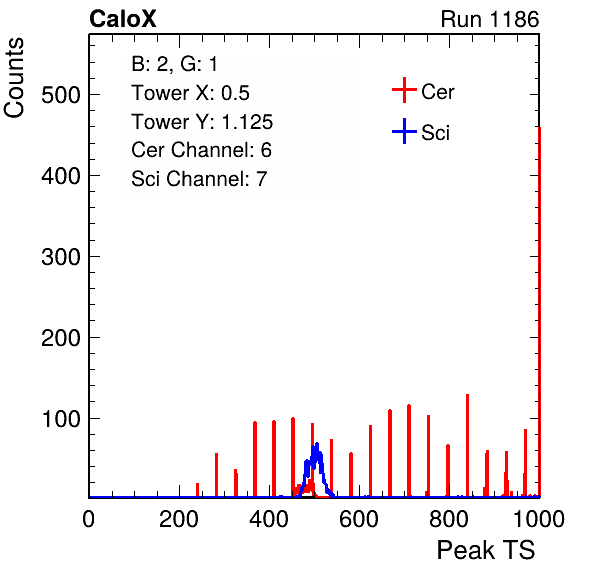 CaloX Run 1186
Counts
B: 2, G: 1
Tower X: 0.5
Tower Y: 1.125
Cer Channel: 6
Sci Channel: 7
Cer
Sci
500
400
300
200
100
0 200 400 600 800 1000
Peak TS